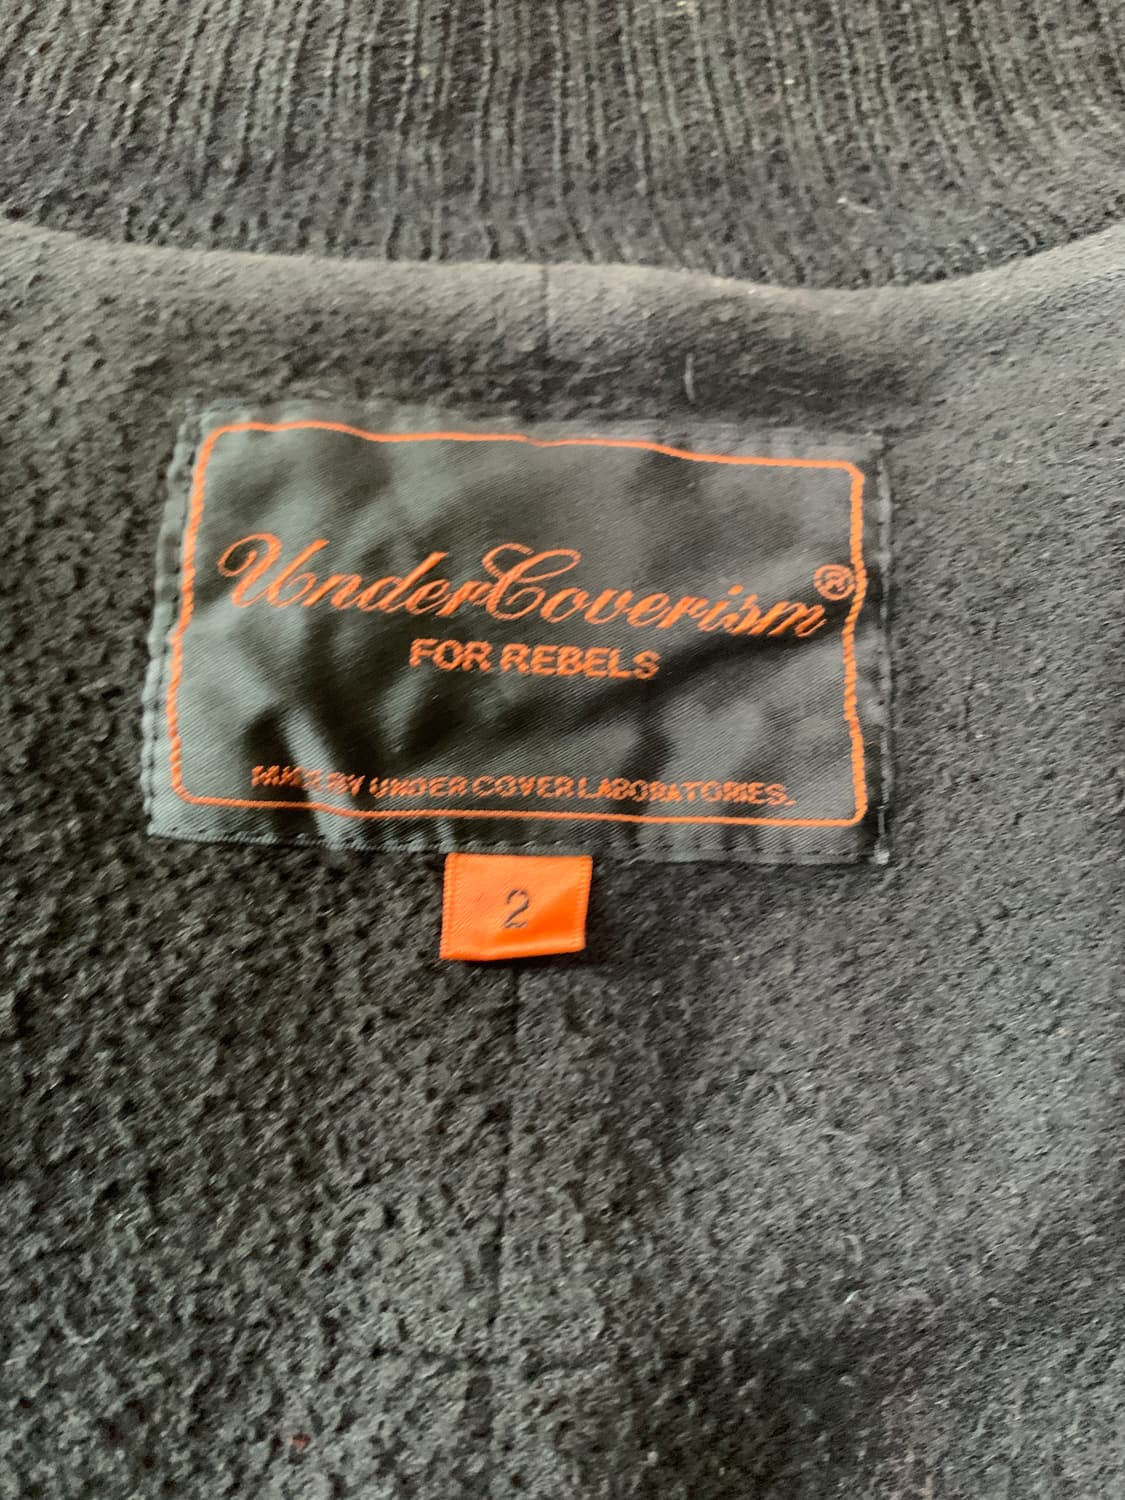 UnderCoverism®
FOR REBELS
MADE BY UNDER COVER LABORATORIES.
2